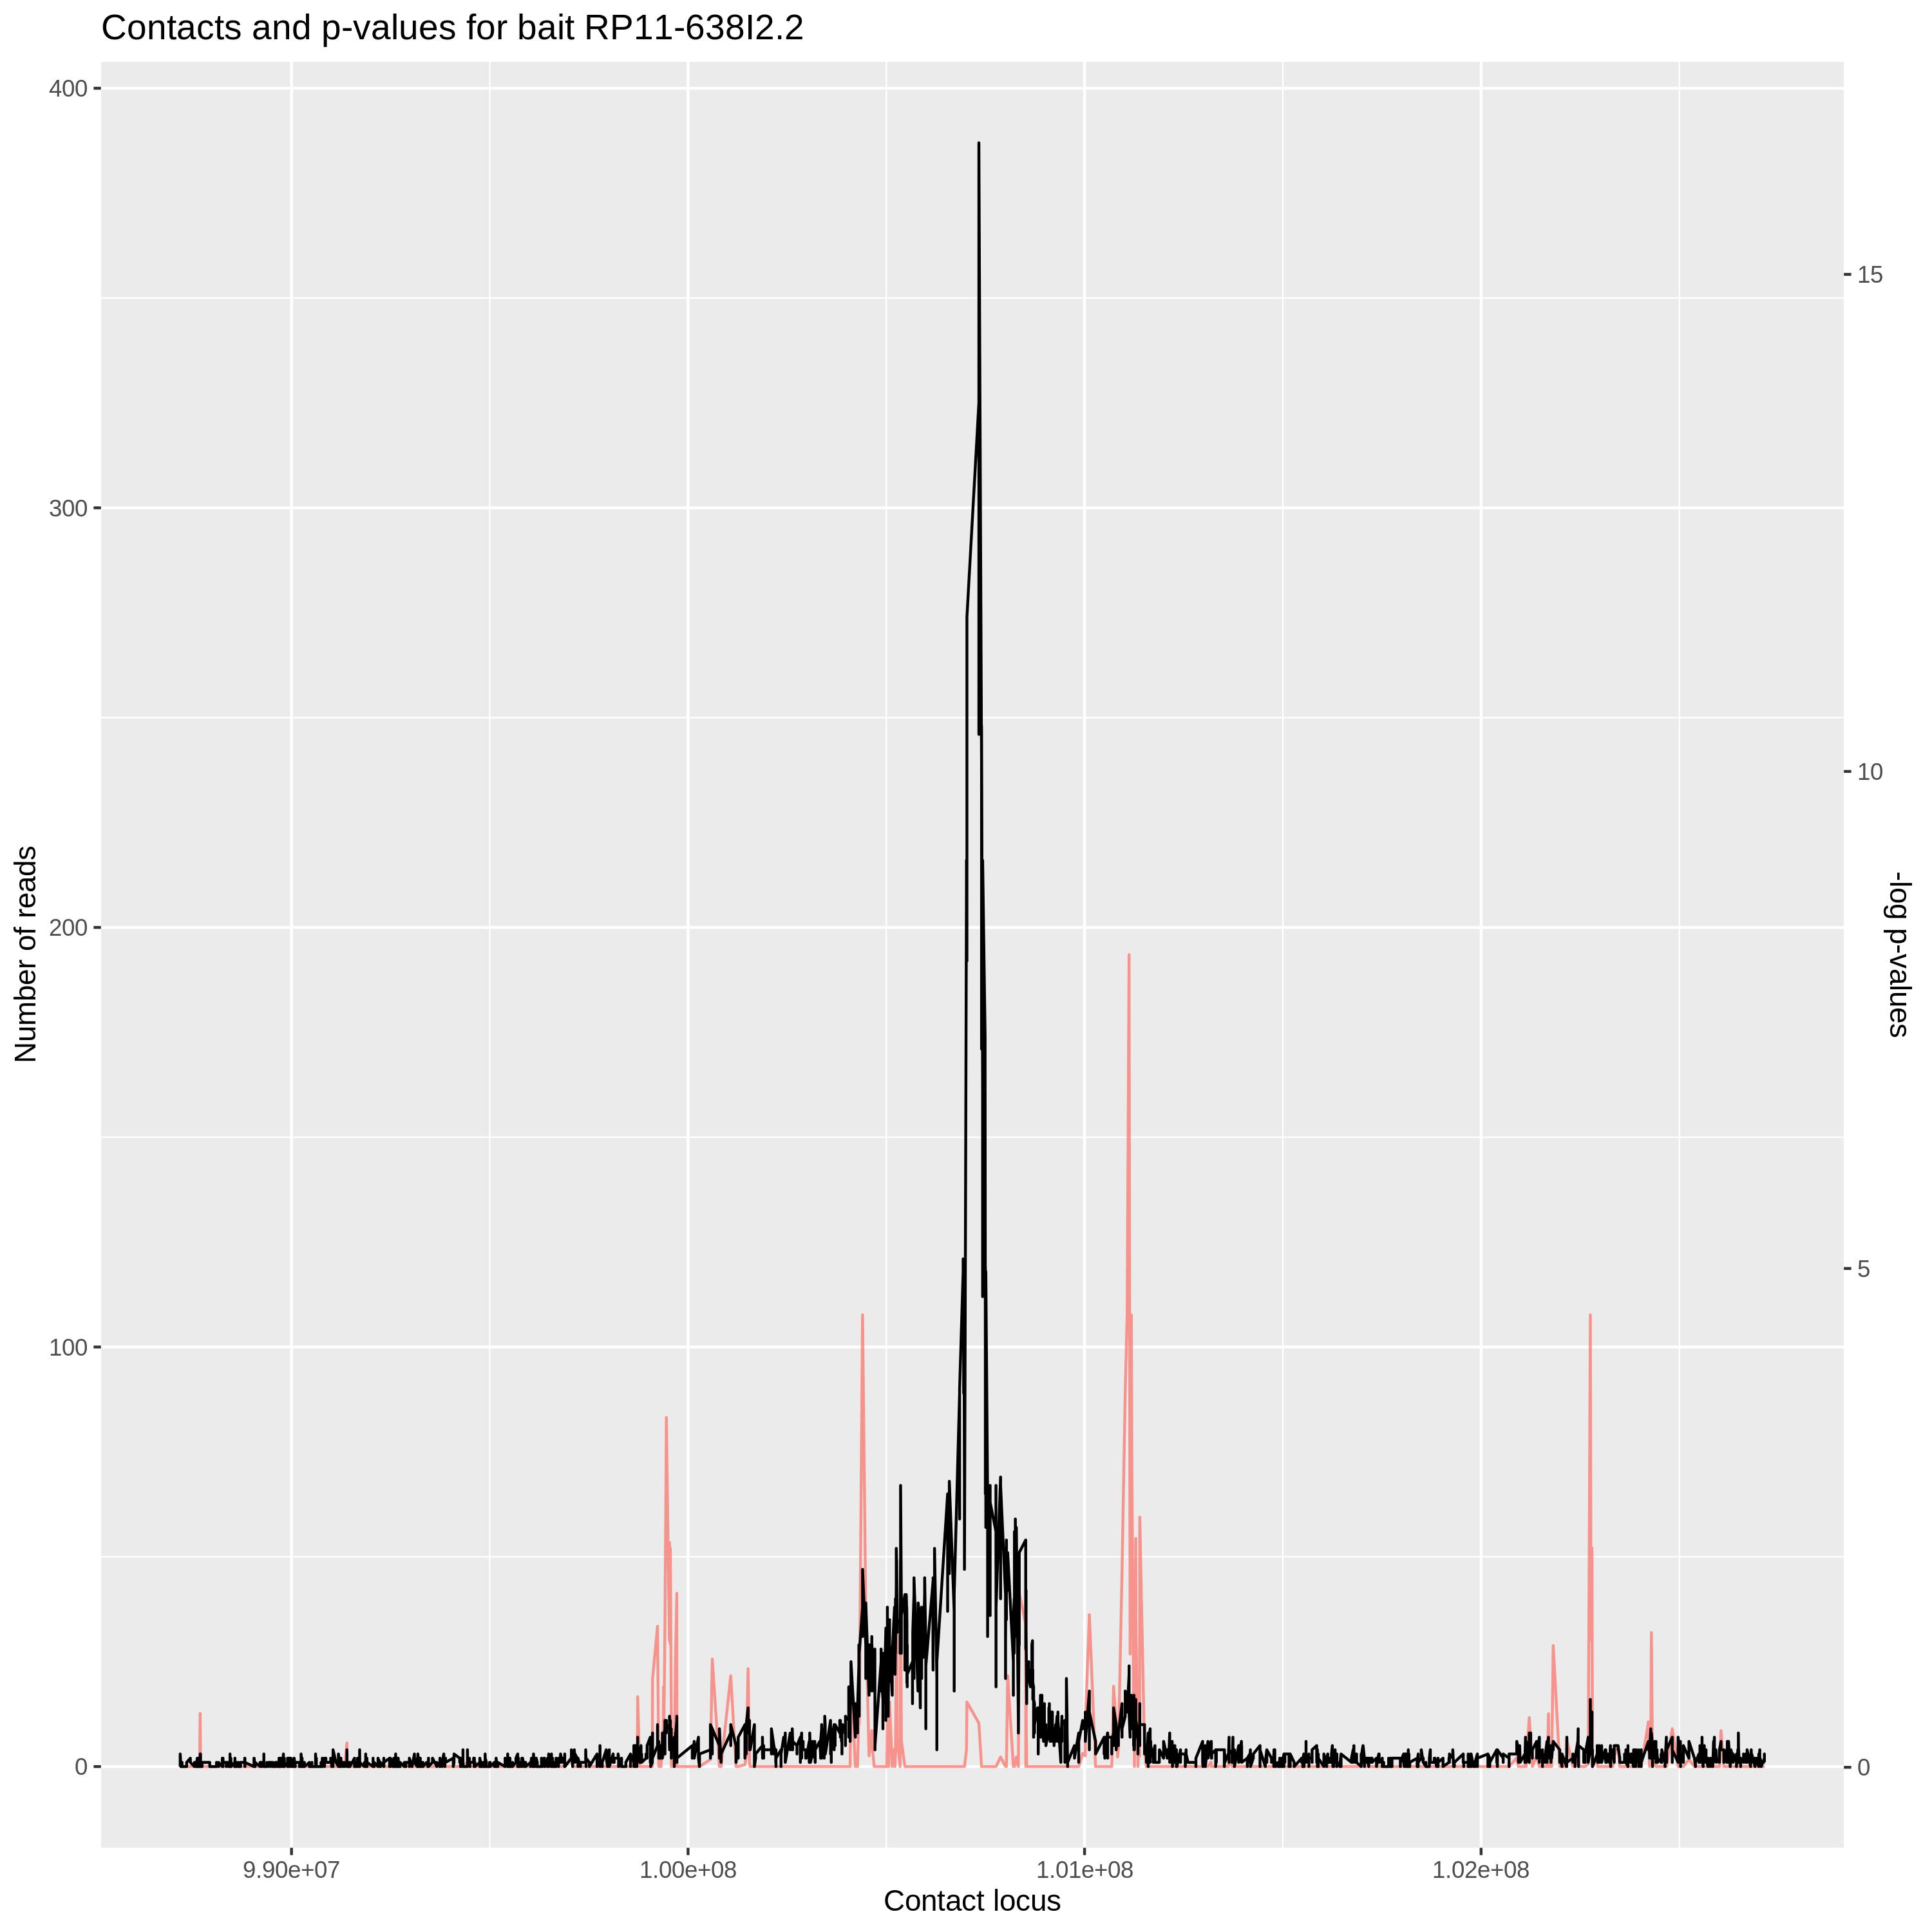 Contacts and p-values for bait RP11-638I2.2
400
300
200
100
0
Number of reads
15
10
5
0
-log p-values
9.90e+07
1.00e+08
1.01e+08
1.02e+08
Contact locus